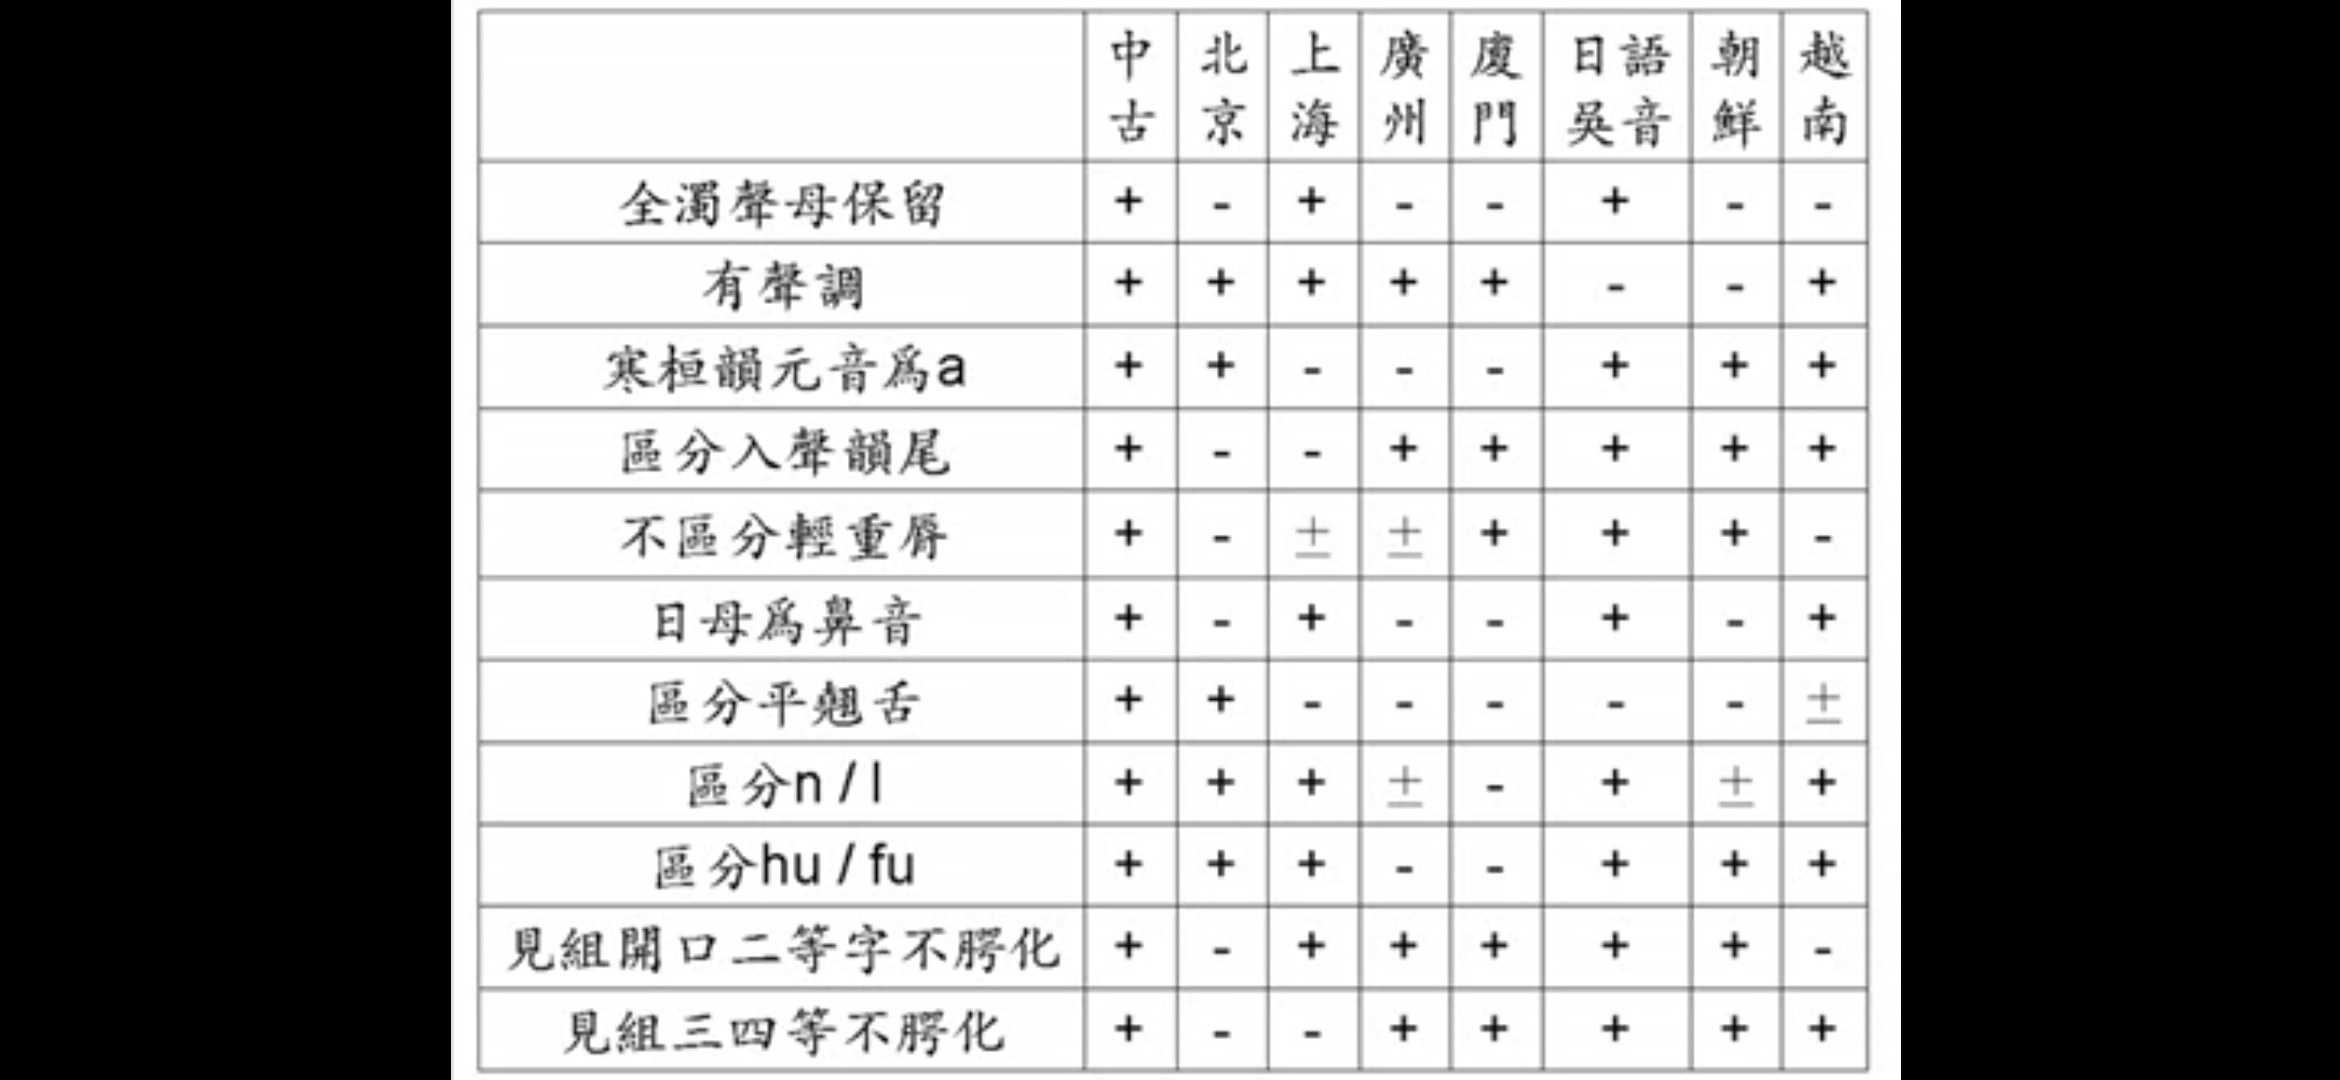 中古 北京 上海 廣州 廈門 日語吳音 朝鮮 越南
全濁聲母保留 + - + - - + - -
有聲調 + + + + + - - +
寒桓韻元音爲a + + - - - + + +
區分入聲韻尾 + - - + + + + +
不區分輕重脣 + - ± ± + + + -
日母爲鼻音 + - + - - + - +
區分平翹舌 + + - - - - - ±
區分n / l + + + ± - + ± +
區分hu / fu + + + - - + + +
見組開口二等字不腭化 + - + + + + + -
見組三四等不腭化 + - - + + + + +